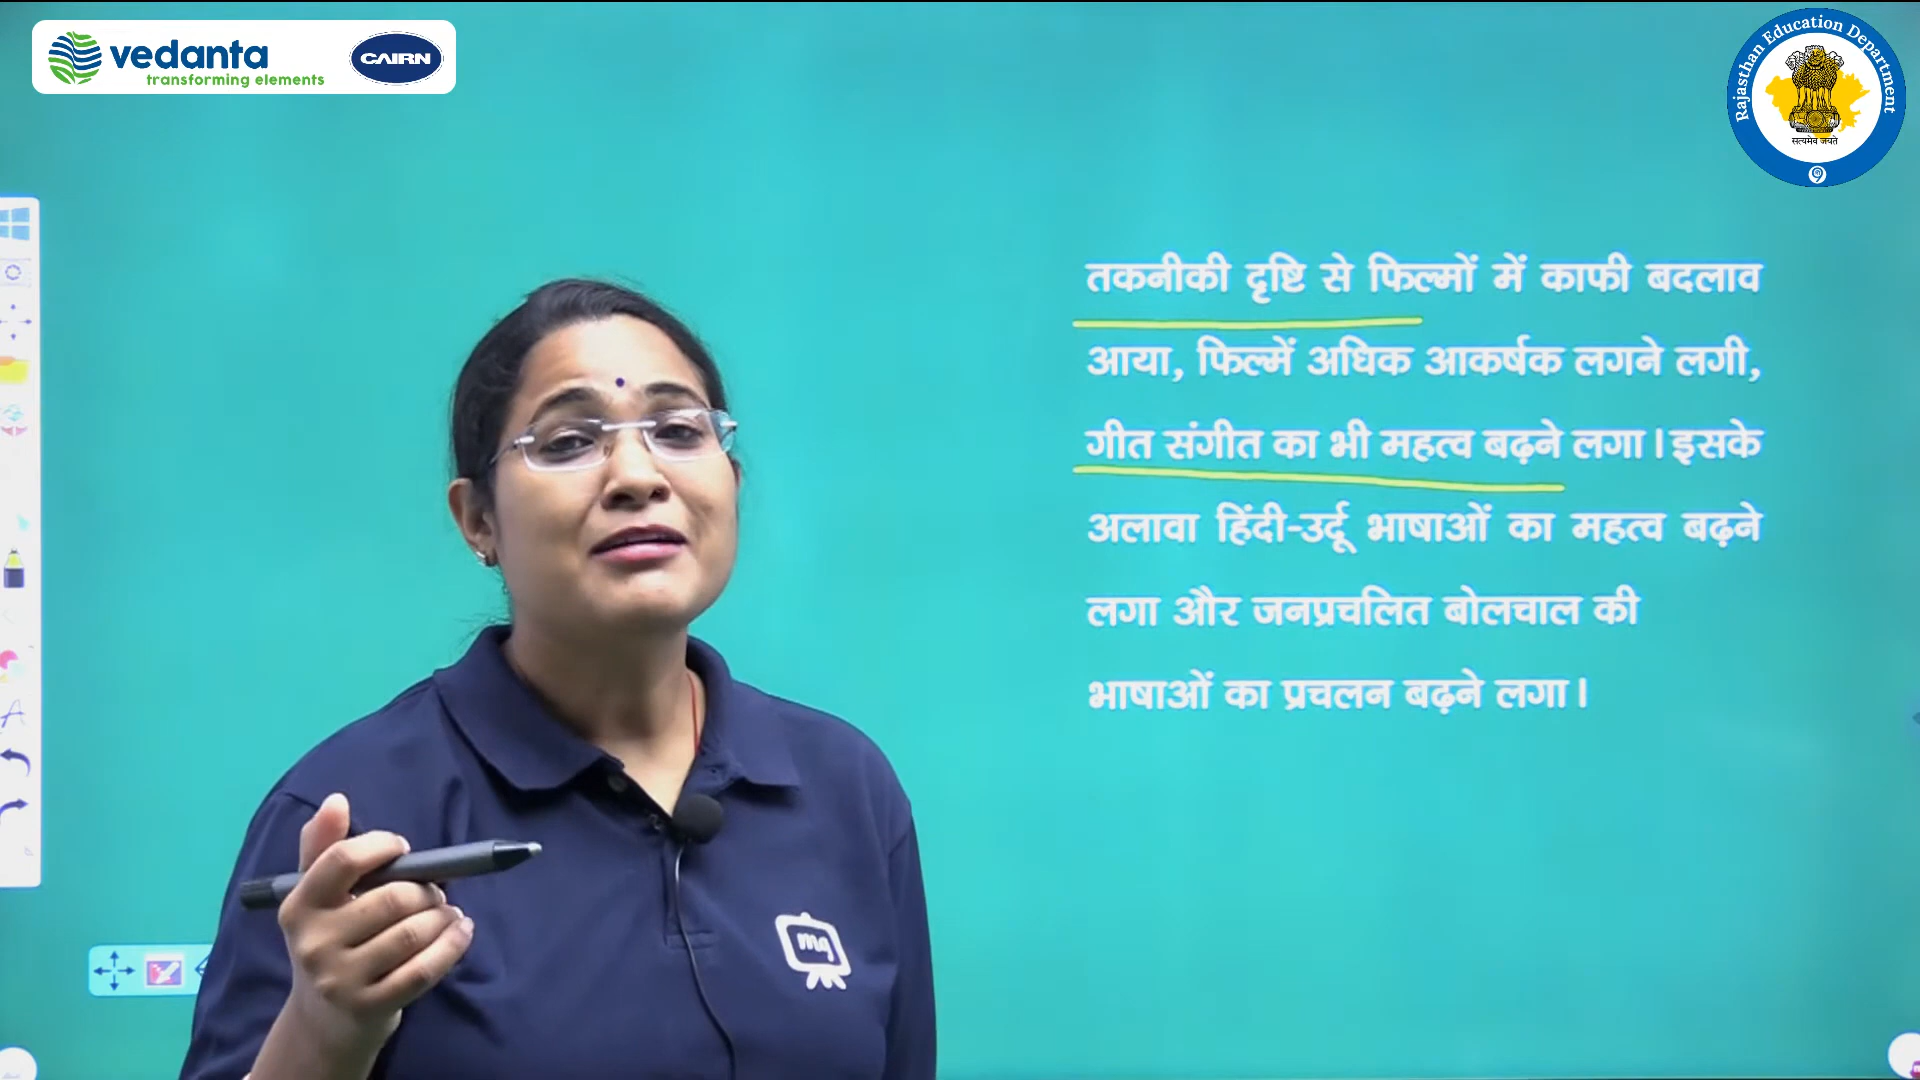 vedanta
transforming elements
CAIRN
Rajasthan Education Department
सत्यमेव जयते
तकनीकी दृष्टि से फिल्मों में काफी बदलाव
आया, फिल्में अधिक आकर्षक लगने लगी,
गीत संगीत का भी महत्व बढ़ने लगा। इसके
अलावा हिंदी-उर्दू भाषाओं का महत्व बढ़ने
लगा और जनप्रचलित बोलचाल की
भाषाओं का प्रचलन बढ़ने लगा।
mg